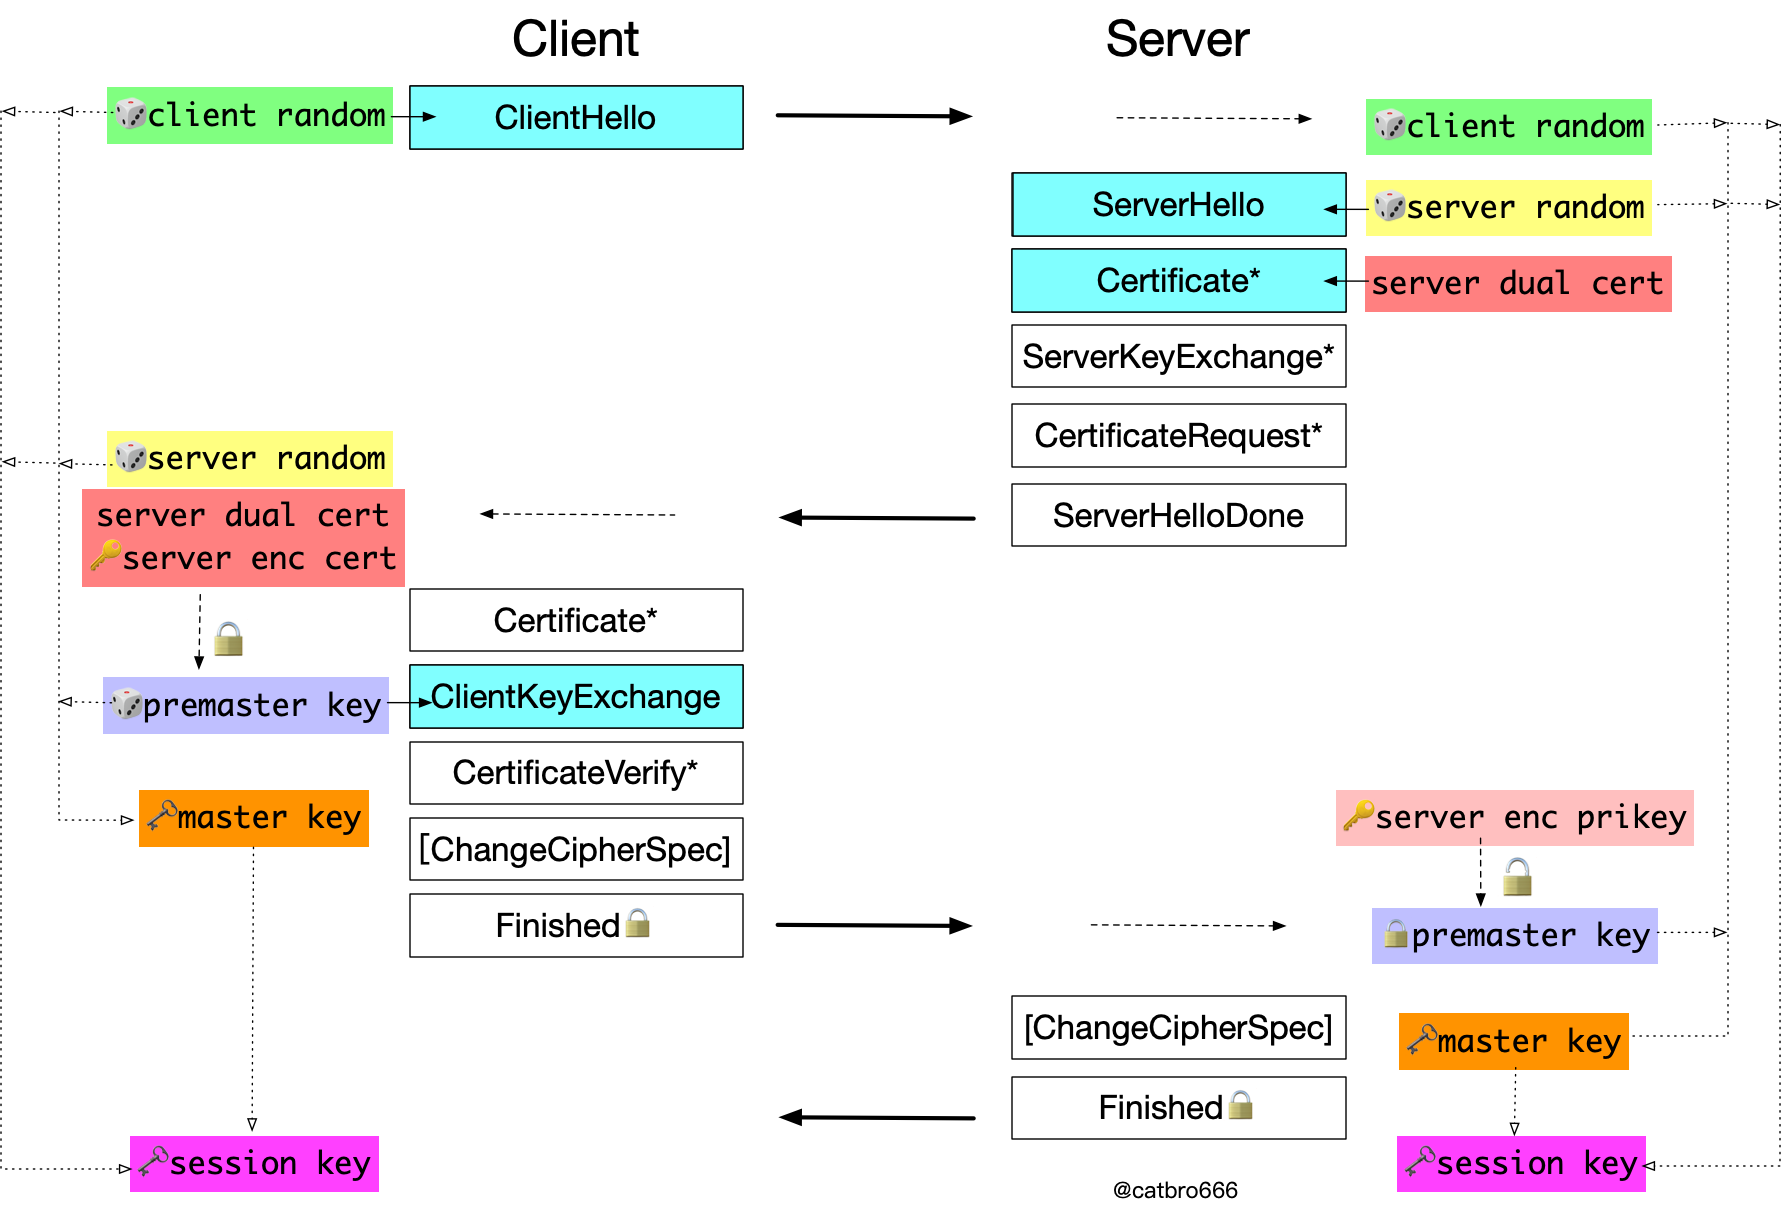 Client
Server
client random
ClientHello
client random
ServerHello
server random
Certificate*
server dual cert
ServerKeyExchange*
CertificateRequest*
server random
server dual cert
server enc cert
ServerHelloDone
Certificate*
premaster key
ClientKeyExchange
CertificateVerify*
master key
server enc prikey
[ChangeCipherSpec]
Finished
premaster key
[ChangeCipherSpec]
master key
Finished
session key
session key
@catbro666